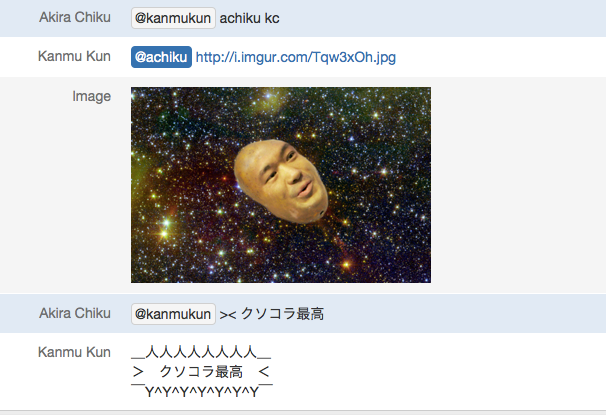 Akira Chiku @kanmukun achiku kc
Kanmu Kun @achiku http://i.imgur.com/Tqw3xOh.jpg
Image
Akira Chiku @kanmukun >< クソコラ最高
Kanmu Kun
＿人人人人人人人人＿
＞　クソコラ最高　＜
￣Y^Y^Y^Y^Y^Y^Y￣